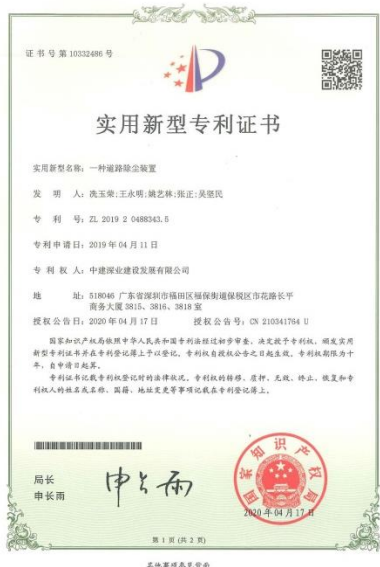 证书号第10332486号
实用新型专利证书
实用新型名称：一种道路除尘装置
发 明 人：冼玉荣;王永明;姚艺林;张正;吴坚民
专 利 号：ZL 2019 2 0488343.5
专利申请日：2019年04月11日
专 利 权 人：中建深业建设发展有限公司
地 址：518046 广东省深圳市福田区福保街道保税区市花路长平
商务大厦3815、3816、3818室
授权公告日：2020年04月17日 授权公告号：CN 210341764 U
国家知识产权局依照中华人民共和国专利法经过初步审查，决定授予专利权，颁发实用
新型专利证书并在专利登记簿上予以登记。专利权自授权公告之日起生效。专利权期限为十
年，自申请日起算。
专利证书记载专利权登记时的法律状况。专利权的转移、质押、无效、终止、恢复和专
利权人的姓名或名称、国籍、地址变更等事项记载在专利登记簿上。
局长
申长雨
申长雨
国家知识产权局
2020年04月17日
第 1 页 (共 2 页)
其他事项参见背面